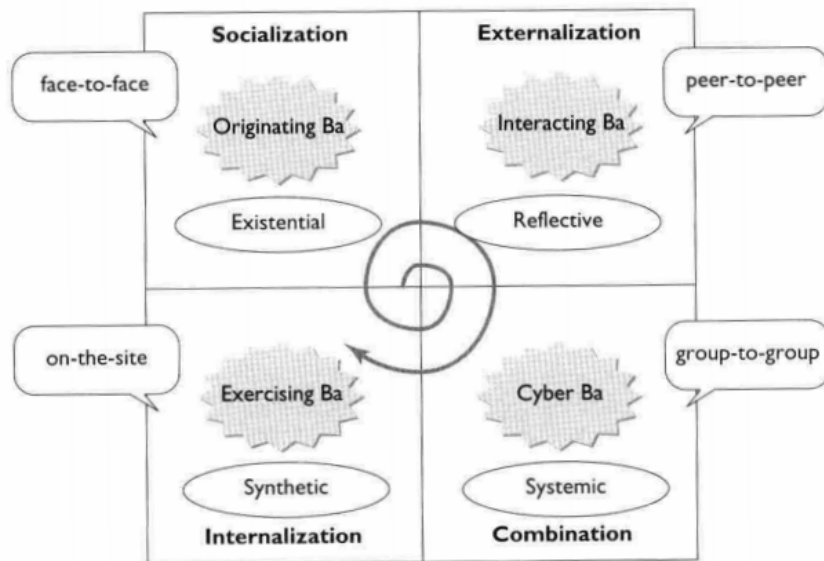 Socialization
Externalization
face-to-face
peer-to-peer
Originating Ba
Interacting Ba
Existential
Reflective
on-the-site
group-to-group
Exercising Ba
Cyber Ba
Synthetic
Systemic
Internalization
Combination